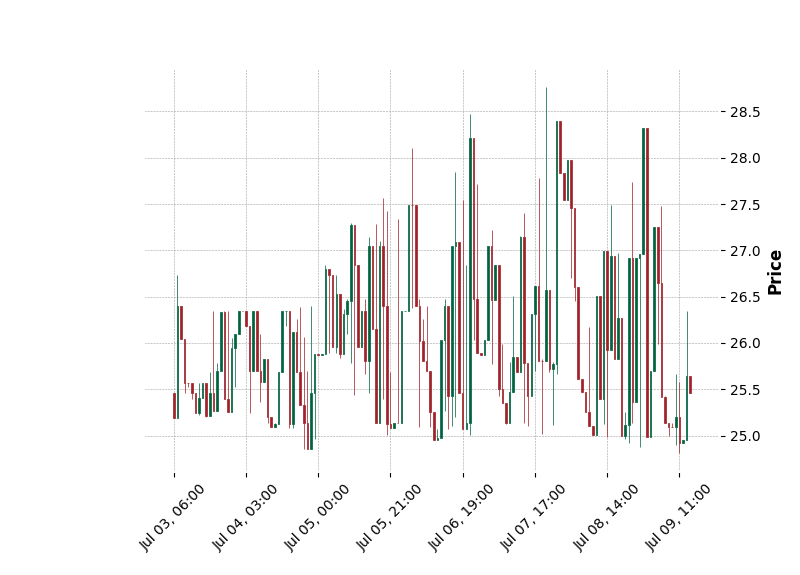 28.5
28.0
27.5
27.0
26.5
26.0
25.5
25.0
Price
Jul 03, 06:00
Jul 04, 03:00
Jul 05, 00:00
Jul 05, 21:00
Jul 06, 19:00
Jul 07, 17:00
Jul 08, 14:00
Jul 09, 11:00